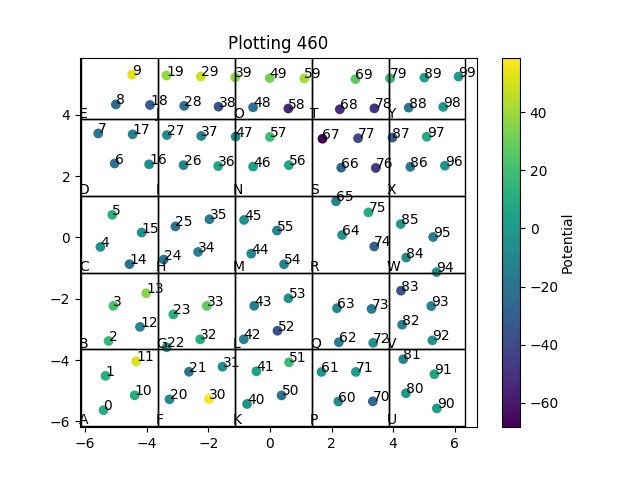 Plotting 460
9 19 29 39 49 59 69 79 89 99
8 18 28 38 48 58 68 78 88 98
E O T Y
7 17 27 37 47 57 67 77 87 97
6 16 26 36 46 56 66 76 86 96
D I N S X
5 15 25 35 45 55 65 75 85 95
4 14 24 34 44 54 64 74 84 94
C H M R W
3 13 23 33 43 53 63 73 83 93
2 12 22 32 42 52 62 72 82 92
B G L Q V
1 11 21 31 41 51 61 71 81 91
0 10 20 30 40 50 60 70 80 90
A F K P U
4
2
0
−2
−4
−6
−6 −4 −2 0 2 4 6
40
20
0
−20
−40
−60
Potential